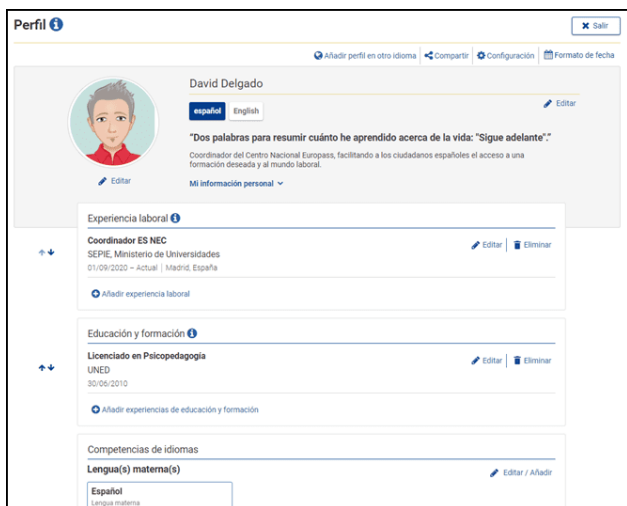 Perfil
Salir
Añadir perfil en otro idioma Compartir Configuración Formato de fecha
David Delgado
español English
Editar
"Dos palabras para resumir cuánto he aprendido acerca de la vida: "Sigue adelante"."
Coordinador del Centro Nacional Europass, facilitando a los ciudadanos españoles el acceso a una
formación deseada y al mundo laboral.
Editar
Mi información personal
Experiencia laboral
Coordinador ES NEC
Editar Eliminar
SEPIE, Ministerio de Universidades
01/09/2020 – Actual | Madrid, España
Añadir experiencia laboral
Educación y formación
Licenciado en Psicopedagogía
Editar Eliminar
UNED
30/06/2010
Añadir experiencias de educación y formación
Competencias de idiomas
Lengua(s) materna(s)
Editar / Añadir
Español
Lengua materna